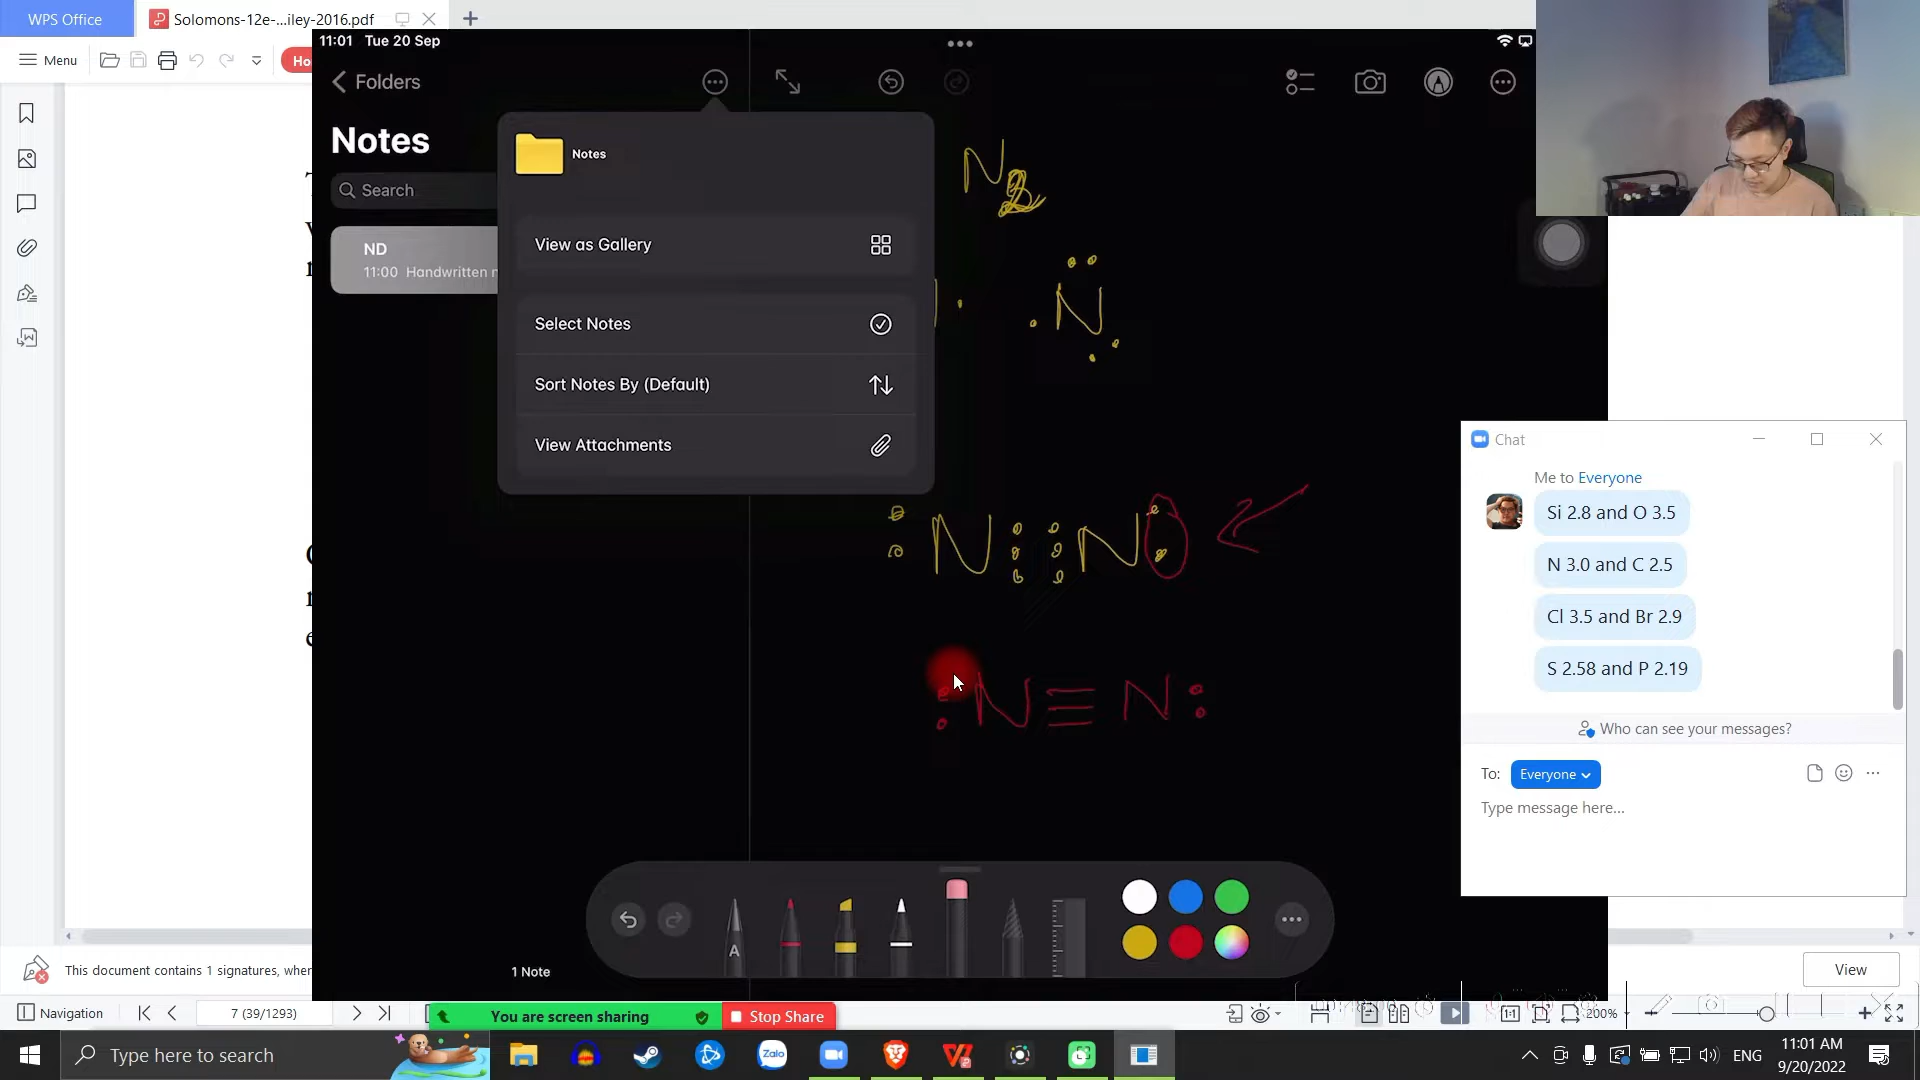 WPS Office
Solomons-12e-...iley-2016.pdf
Menu
11:01 Tue 20 Sep
Folders
Notes
Search
ND
11:00 Handwritten n
Notes
View as Gallery
Select Notes
Sort Notes By (Default)
View Attachments
N2
N
N N
N≡N
1 Note
A
Chat
Me to Everyone
Si 2.8 and O 3.5
N 3.0 and C 2.5
Cl 3.5 and Br 2.9
S 2.58 and P 2.19
Who can see your messages?
To: Everyone
Type message here...
This document contains 1 signatures, wher
View
Navigation
7 (39/1293)
You are screen sharing
Stop Share
200%
Type here to search
Zalo
ENG
11:01 AM
9/20/2022